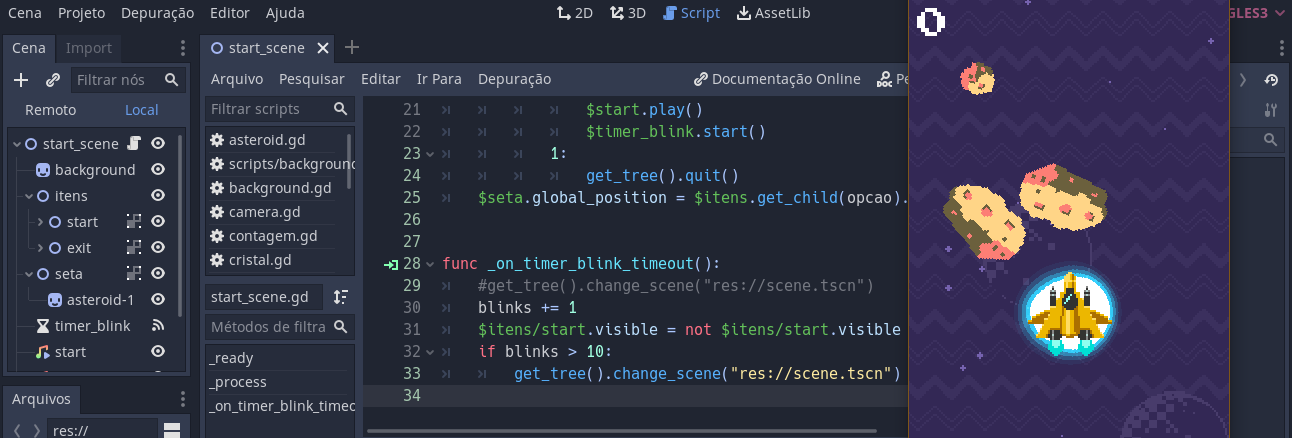 Cena Projeto Depuração Editor Ajuda 2D 3D Script AssetLib GLES3
Cena Import
start_scene
Filtrar nós
Arquivo Pesquisar Editar Ir Para Depuração Documentação Online
Remoto Local
Filtrar scripts
start_scene
background
itens
start
exit
seta
asteroid-1
timer_blink
start
Arquivos
res://
asteroid.gd
scripts/background
background.gd
camera.gd
contagem.gd
cristal.gd
start_scene.gd
Métodos de filtra
_ready
_process
_on_timer_blink_timeo
21 $start.play()
22 $timer_blink.start()
23 1:
24 get_tree().quit()
25 $seta.global_position = $itens.get_child(opcao).
26
27
28 func _on_timer_blink_timeout():
29 #get_tree().change_scene("res://scene.tscn")
30 blinks += 1
31 $itens/start.visible = not $itens/start.visible
32 if blinks > 10:
33 get_tree().change_scene("res://scene.tscn")
34
0